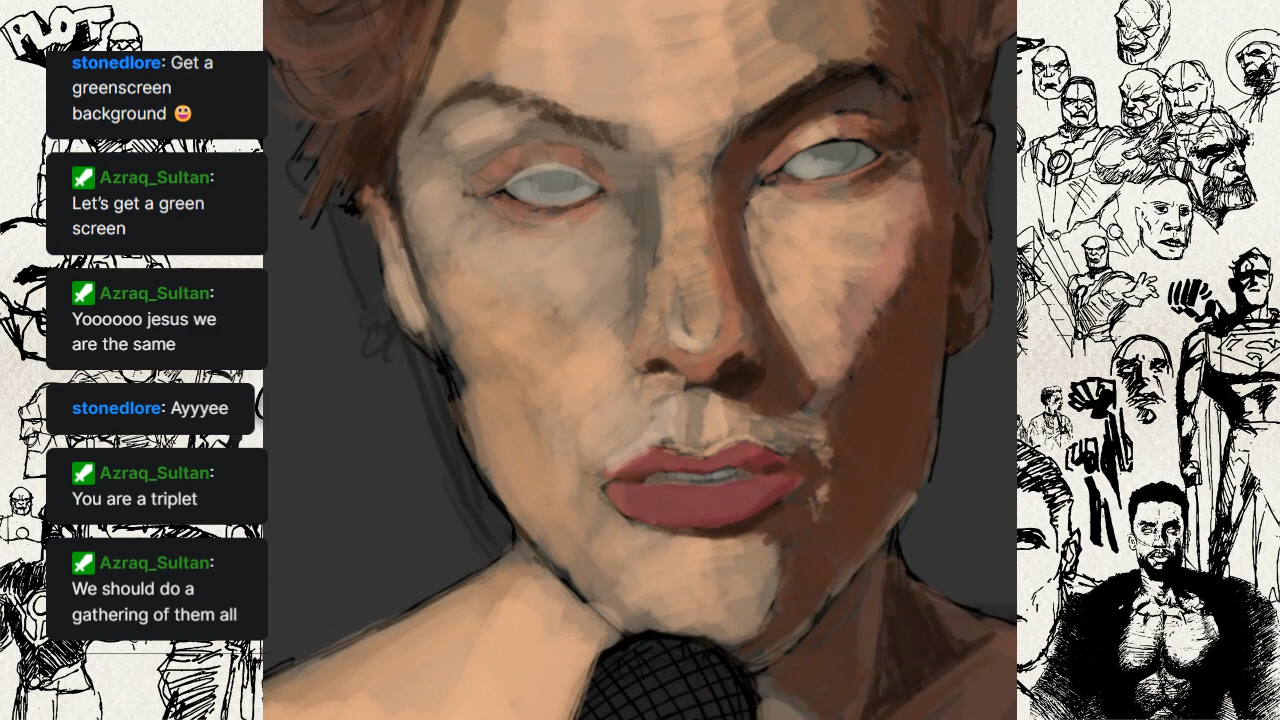 PLOT
stonedlore: Get a
greenscreen
background 😀
Azraq_Sultan:
Let's get a green
screen
Azraq_Sultan:
Yoooooo jesus we
are the same
stonedlore: Ayyyee
Azraq_Sultan:
You are a triplet
Azraq_Sultan:
We should do a
gathering of them all